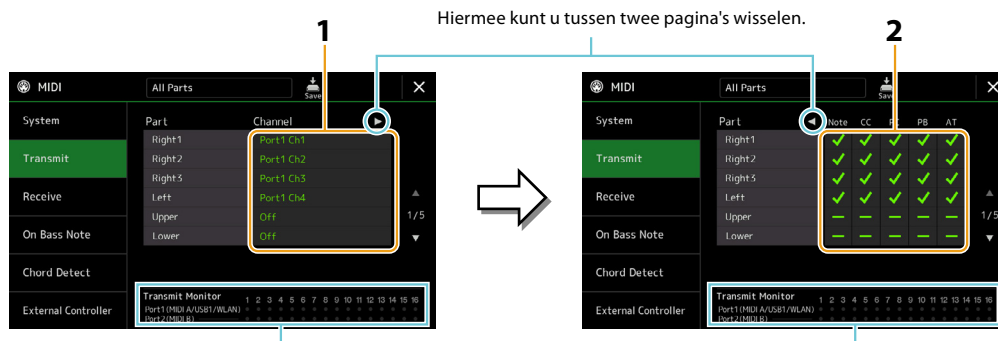 Hiermee kunt u tussen twee pagina's wisselen.
1
2
MIDI
All Parts
Save
×
System
Transmit
Receive
On Bass Note
Chord Detect
External Controller
Part Channel ▶
Right1 Port1 Ch1
Right2 Port1 Ch2
Right3 Port1 Ch3
Left Port1 Ch4
Upper Off
Lower Off
1/5
Transmit Monitor 1 2 3 4 5 6 7 8 9 10 11 12 13 14 15 16
Port1(MIDI A/USB1/WLAN)
Port2(MIDI B)
MIDI
All Parts
Save
×
System
Transmit
Receive
On Bass Note
Chord Detect
External Controller
Part ◀ Note CC PC PB AT
Right1
Right2
Right3
Left
Upper
Lower
1/5
Transmit Monitor 1 2 3 4 5 6 7 8 9 10 11 12 13 14 15 16
Port1(MIDI A/USB1/WLAN)
Port2(MIDI B)